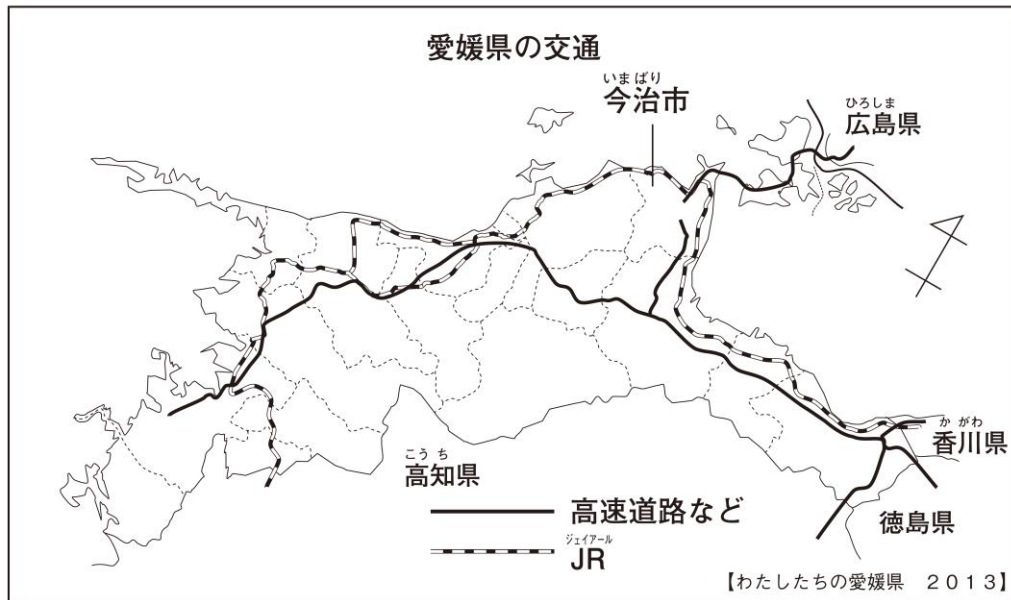 愛媛県の交通
いまばり
今治市
ひろしま
広島県
かがわ
香川県
こうち
高知県
徳島県
高速道路など
ジェイアール
JR
【わたしたちの愛媛県　２０１３】